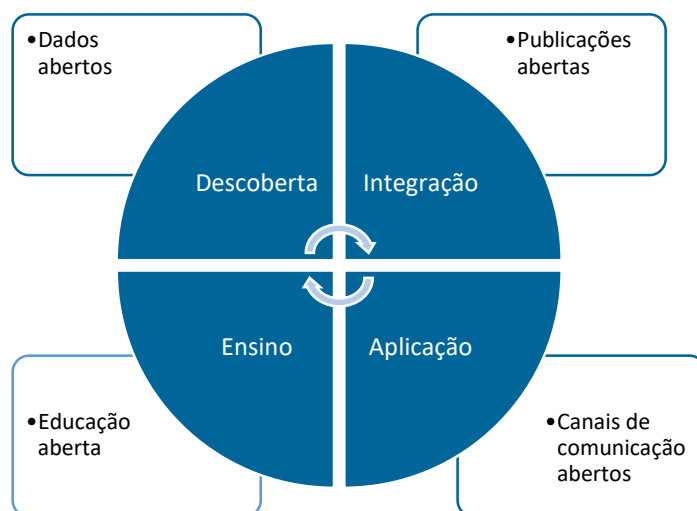 •Dados
abertos
•Publicações
abertas
Descoberta
Integração
Ensino
Aplicação
•Educação
aberta
•Canais de
comunicação
abertos